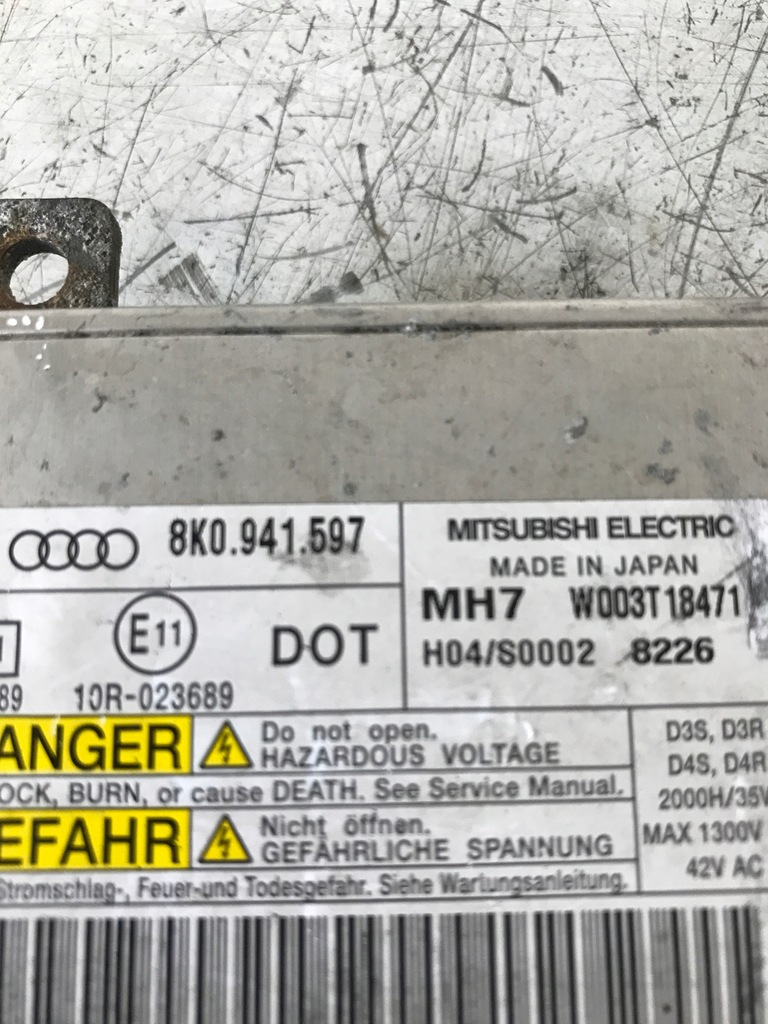 8K0.941.597
MITSUBISHI ELECTRIC
MADE IN JAPAN
MH7 W003T18471
H04/S0002 8226
E11 DOT
89 10R-023689
ANGER Do not open.
HAZARDOUS VOLTAGE
OCK, BURN, or cause DEATH. See Service Manual.
EFAHR Nicht öffnen.
GEFÄHRLICHE SPANNUNG
Stromschlag-, Feuer-und Todesgefahr. Siehe Wartungsanleitung.
D3S, D3R
D4S, D4R
2000H/35V
MAX 1300V
42V AC